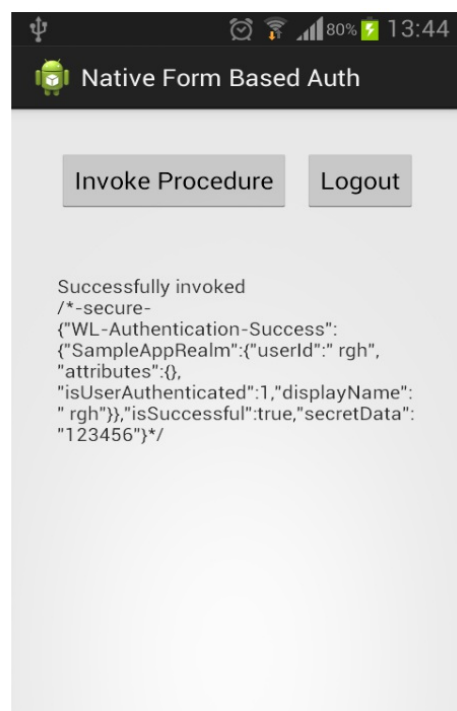 80% 13:44
Native Form Based Auth
Invoke Procedure Logout
Successfully invoked
/*-secure-
{"WL-Authentication-Success":
{"SampleAppRealm":{"userId":" rgh",
"attributes":{},
"isUserAuthenticated":1,"displayName":
" rgh"}},"isSuccessful":true,"secretData":
"123456"}*/